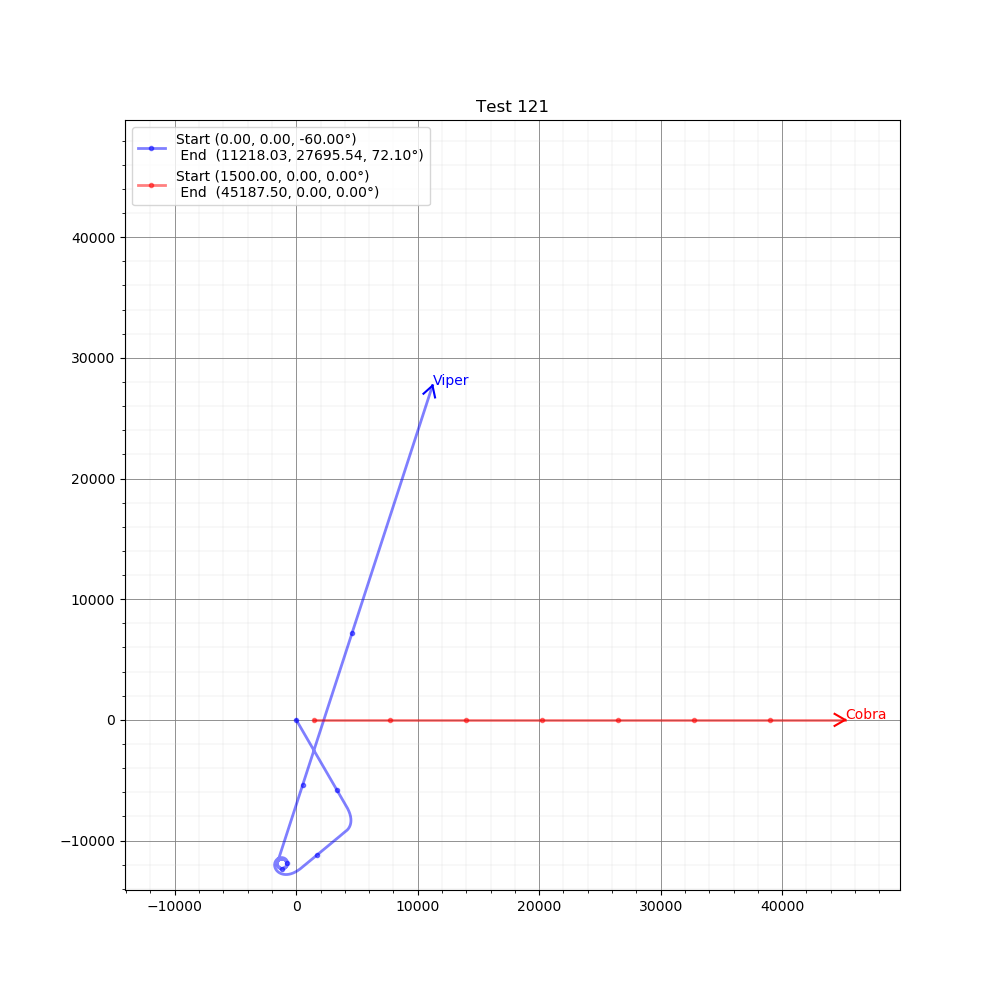 Test 121
Start (0.00, 0.00, -60.00°)
End  (11218.03, 27695.54, 72.10°)
Start (1500.00, 0.00, 0.00°)
End  (45187.50, 0.00, 0.00°)
40000
30000
Viper
20000
10000
0
Cobra
−10000
−10000 0 10000 20000 30000 40000